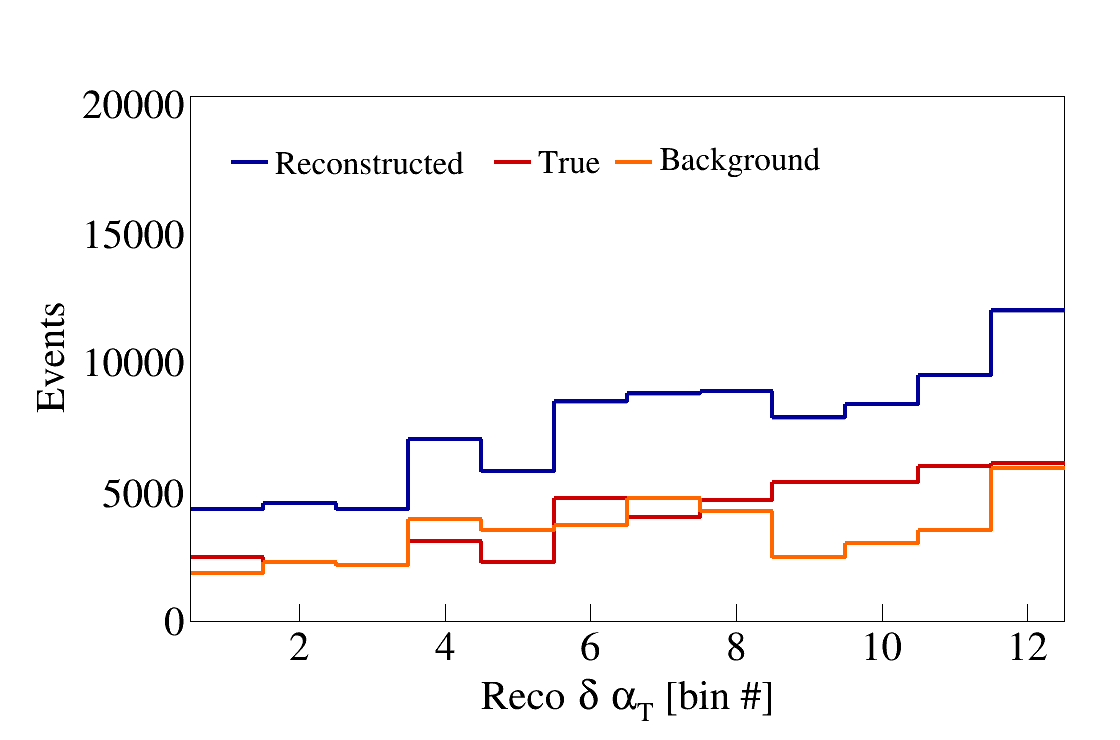 20000
15000
10000
5000
0
Events
Reconstructed True Background
2 4 6 8 10 12
Reco δ α_T [bin #]